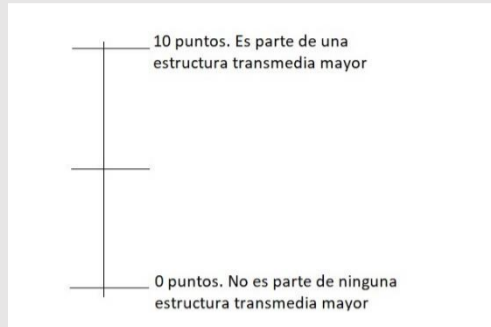 10 puntos. Es parte de una
estructura transmedia mayor
0 puntos. No es parte de ninguna
estructura transmedia mayor